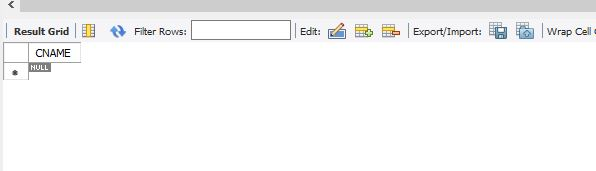 Result Grid Filter Rows: Edit: Export/Import: Wrap Cell
CNAME
NULL